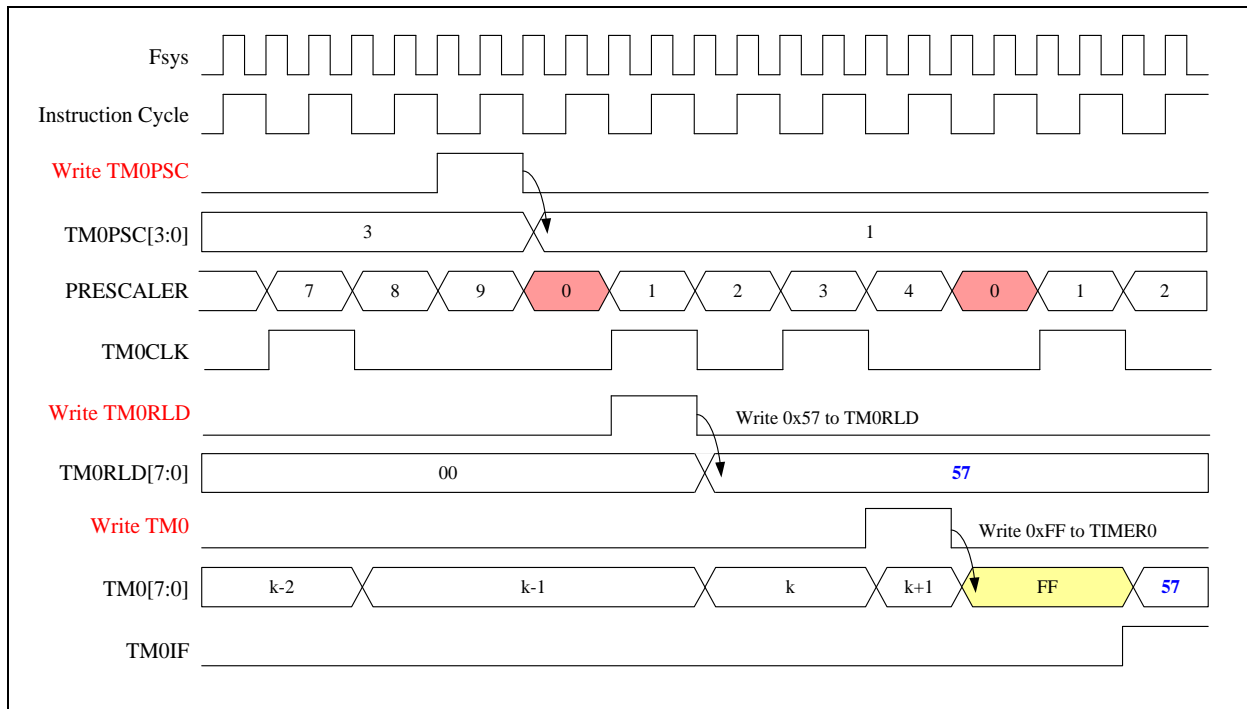 Fsys
Instruction Cycle
Write TM0PSC
TM0PSC[3:0] 3 1
PRESCALER 7 8 9 0 1 2 3 4 0 1 2
TM0CLK
Write TM0RLD Write 0x57 to TM0RLD
TM0RLD[7:0] 00 57
Write TM0 Write 0xFF to TIMER0
TM0[7:0] k-2 k-1 k k+1 FF 57
TM0IF